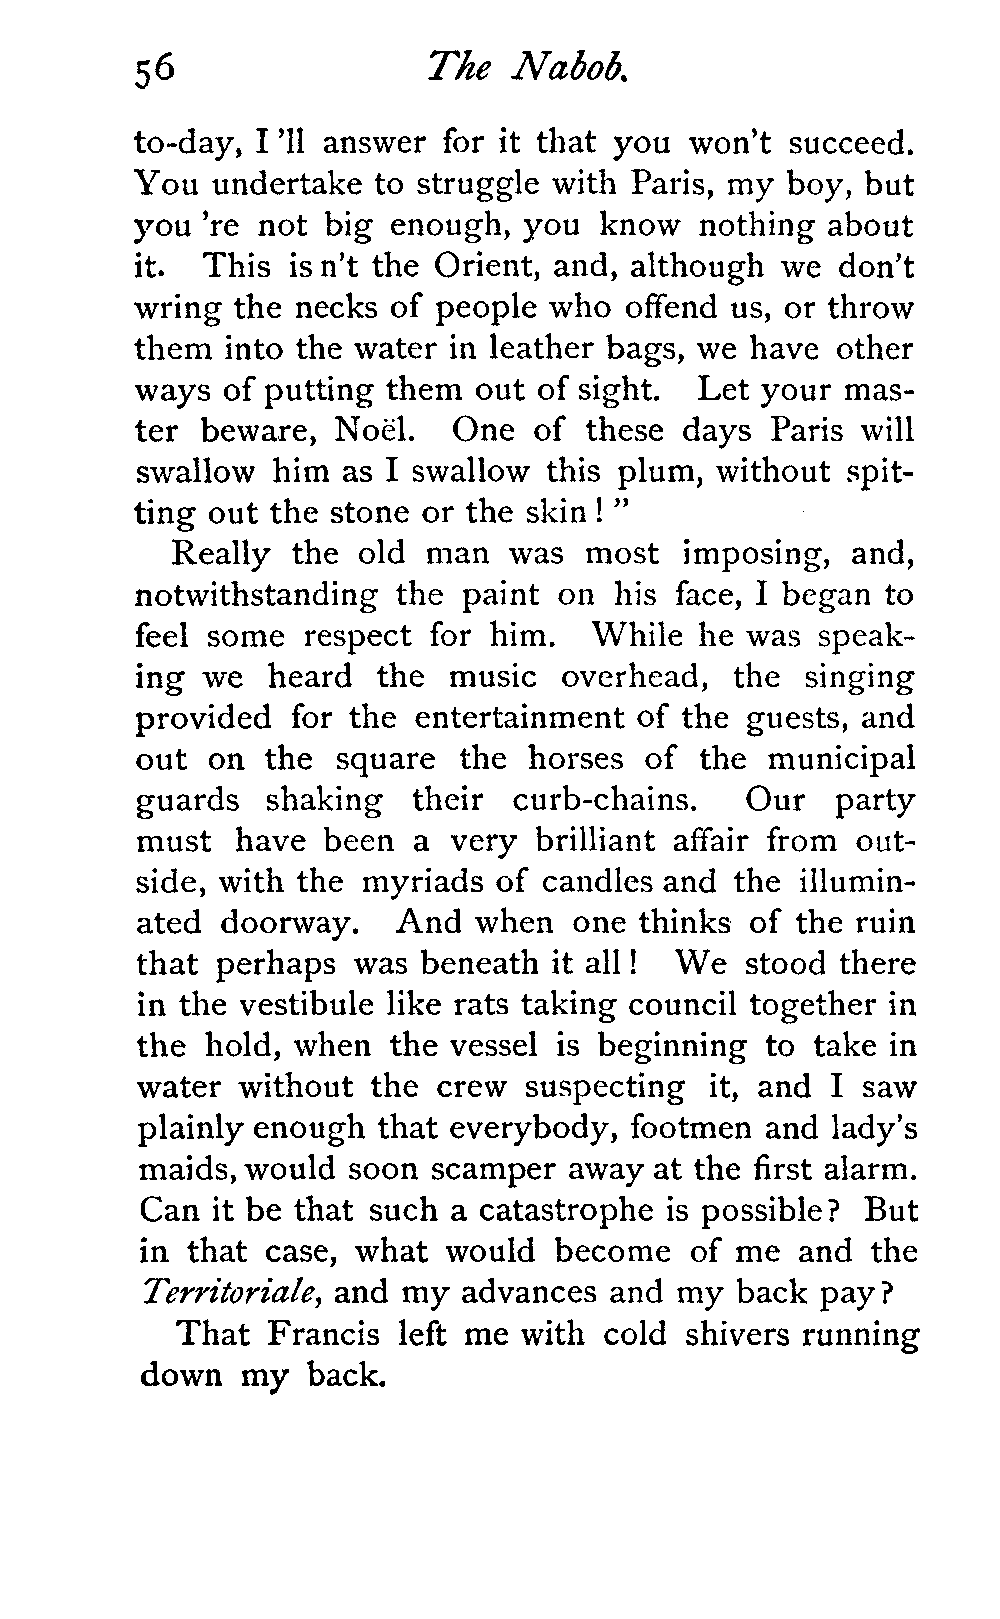 56 The Nabob.
to-day, I 'll answer for it that you won't succeed.
You undertake to struggle with Paris, my boy, but
you 're not big enough, you know nothing about
it. This is n't the Orient, and, although we don't
wring the necks of people who offend us, or throw
them into the water in leather bags, we have other
ways of putting them out of sight. Let your mas-
ter beware, Noël. One of these days Paris will
swallow him as I swallow this plum, without spit-
ting out the stone or the skin ! "
Really the old man was most imposing, and,
notwithstanding the paint on his face, I began to
feel some respect for him. While he was speak-
ing we heard the music overhead, the singing
provided for the entertainment of the guests, and
out on the square the horses of the municipal
guards shaking their curb-chains. Our party
must have been a very brilliant affair from out-
side, with the myriads of candles and the illumin-
ated doorway. And when one thinks of the ruin
that perhaps was beneath it all ! We stood there
in the vestibule like rats taking council together in
the hold, when the vessel is beginning to take in
water without the crew suspecting it, and I saw
plainly enough that everybody, footmen and lady's
maids, would soon scamper away at the first alarm.
Can it be that such a catastrophe is possible? But
in that case, what would become of me and the
Territoriale, and my advances and my back pay?
That Francis left me with cold shivers running
down my back.